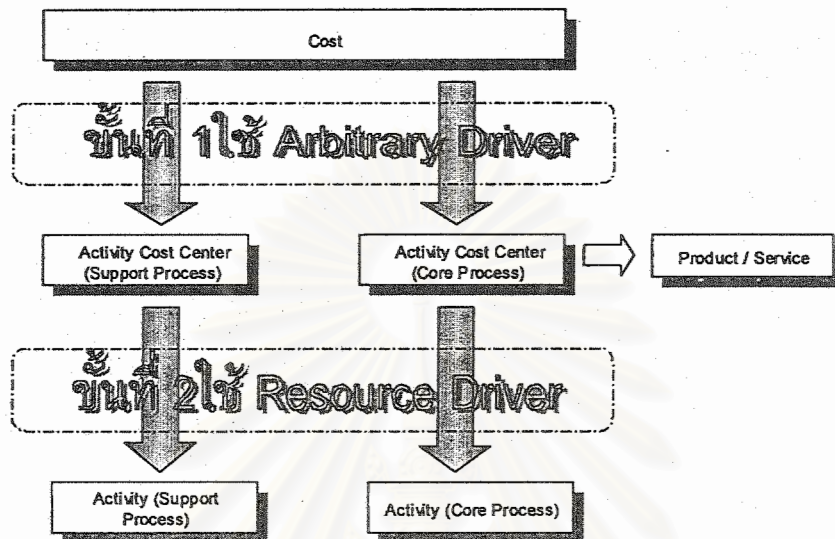 Cost
ขั้นที่ 1ใช้ Arbitrary Driver
Activity Cost Center
(Support Process)
Activity Cost Center
(Core Process)
Product / Service
ขั้นที่ 2ใช้ Resource Driver
Activity (Support
Process)
Activity (Core Process)